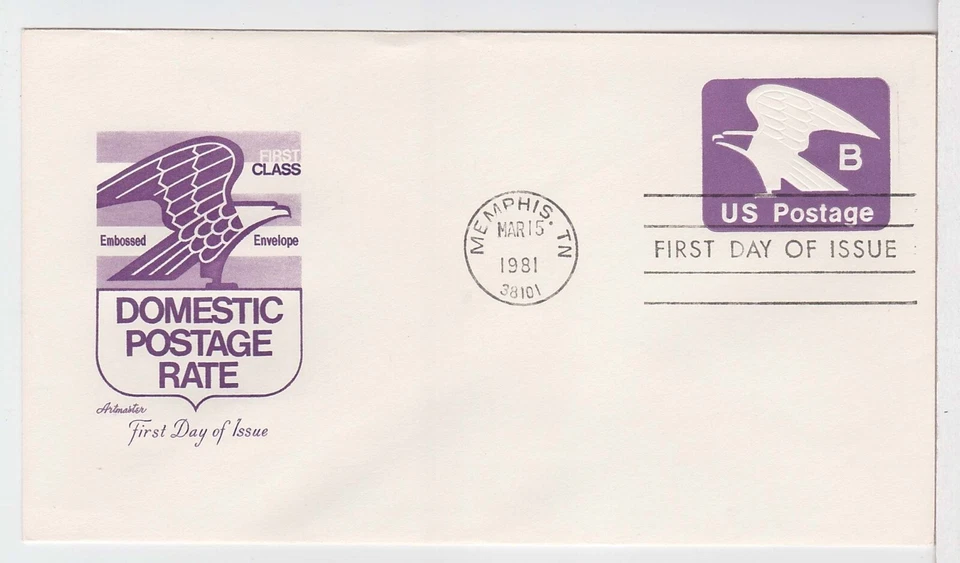 FIRST
CLASS
Embossed Envelope
DOMESTIC
POSTAGE
RATE
Artmaster
First Day of Issue
MEMPHIS. TN
MAR 15
1981
38101
B
US Postage
FIRST DAY OF ISSUE